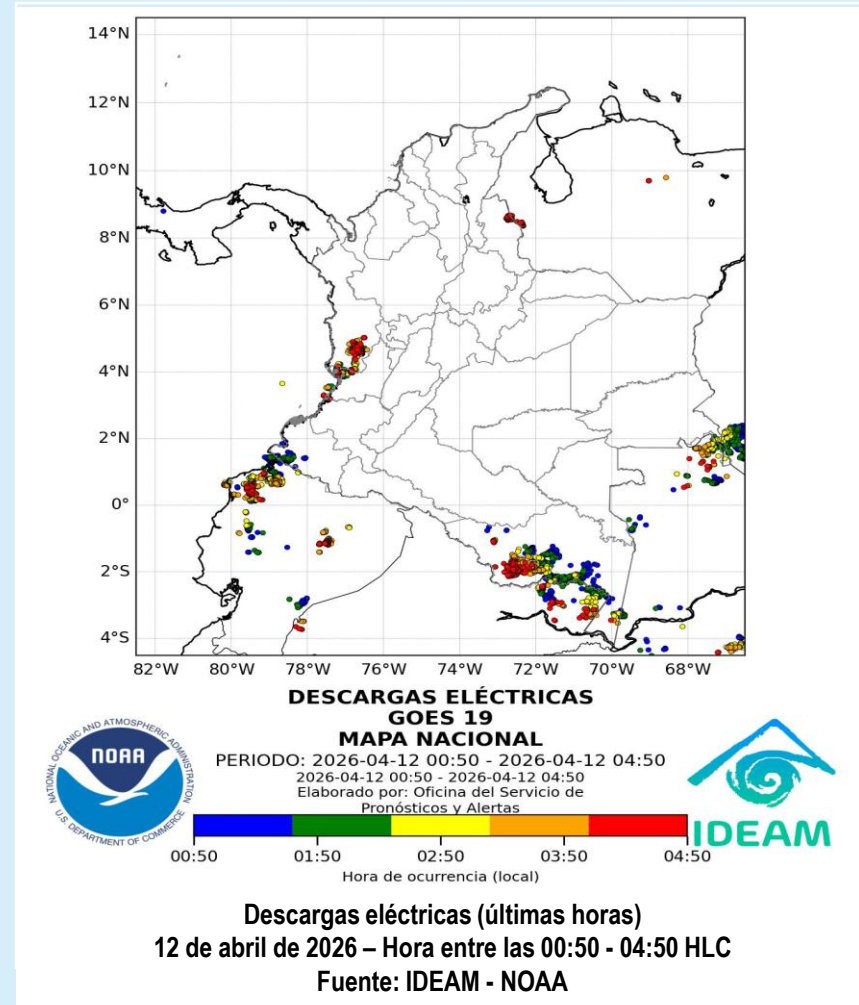 14°N
12°N
10°N
8°N
6°N
4°N
2°N
0°
2°S
4°S
82°W 80°W 78°W 76°W 74°W 72°W 70°W 68°W
DESCARGAS ELÉCTRICAS
GOES 19
MAPA NACIONAL
PERIODO: 2026-04-12 00:50 - 2026-04-12 04:50
2026-04-12 00:50 - 2026-04-12 04:50
Elaborado por: Oficina del Servicio de
Pronósticos y Alertas
NATIONAL OCEANIC AND ATMOSPHERIC ADMINISTRATION
NOAA
U.S. DEPARTMENT OF COMMERCE
IDEAM
00:50 01:50 02:50 03:50 04:50
Hora de ocurrencia (local)
Descargas eléctricas (últimas horas)
12 de abril de 2026 – Hora entre las 00:50 - 04:50 HLC
Fuente: IDEAM - NOAA